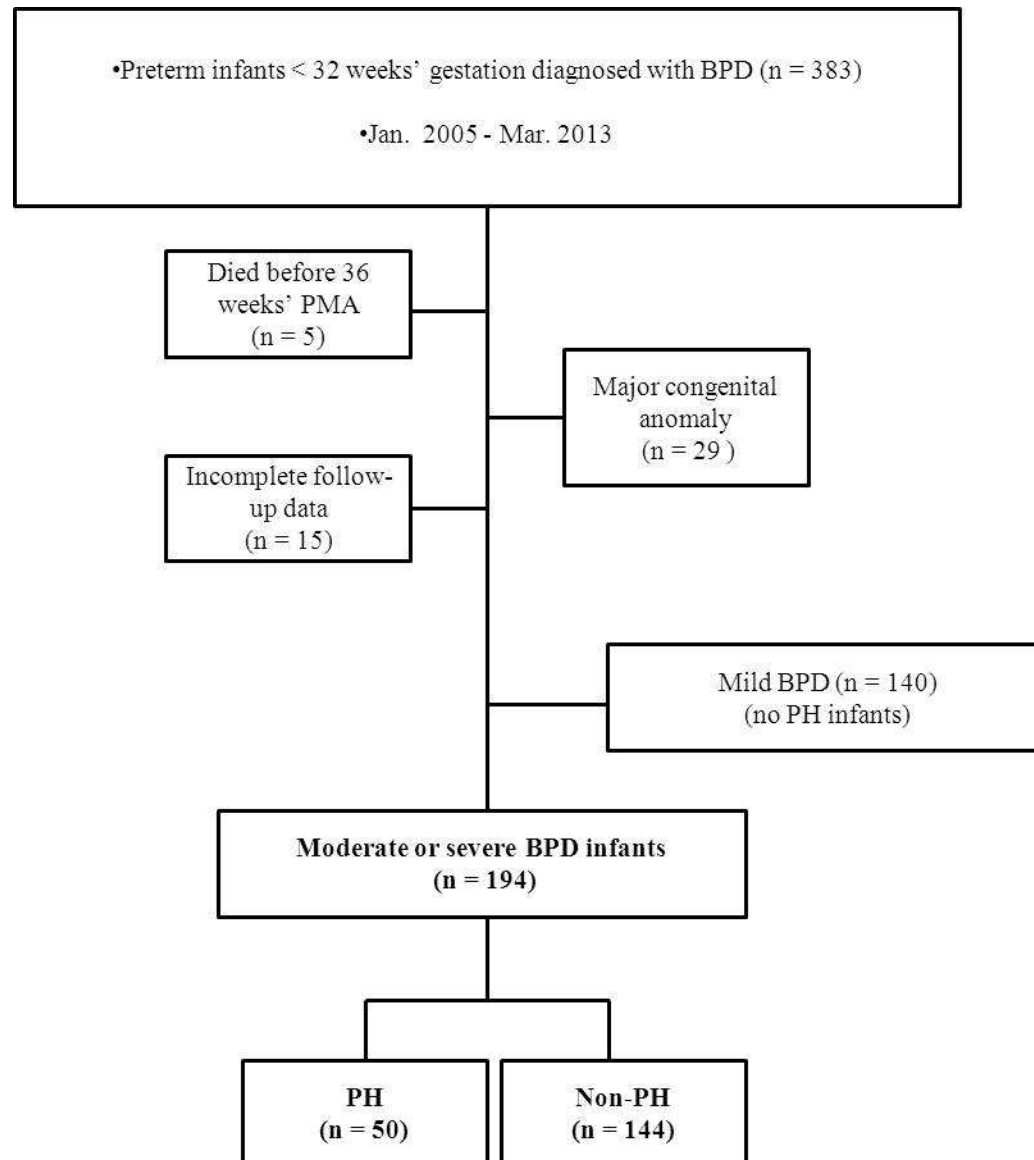 •Preterm infants < 32 weeks’ gestation diagnosed with BPD (n = 383)
•Jan.  2005 - Mar. 2013
Died before 36
weeks’ PMA
(n = 5)
Major congenital
anomaly
(n = 29 )
Incomplete follow-
up data
(n = 15)
Mild BPD (n = 140)
(no PH infants)
Moderate or severe BPD infants
(n = 194)
PH
(n = 50)
Non-PH
(n = 144)